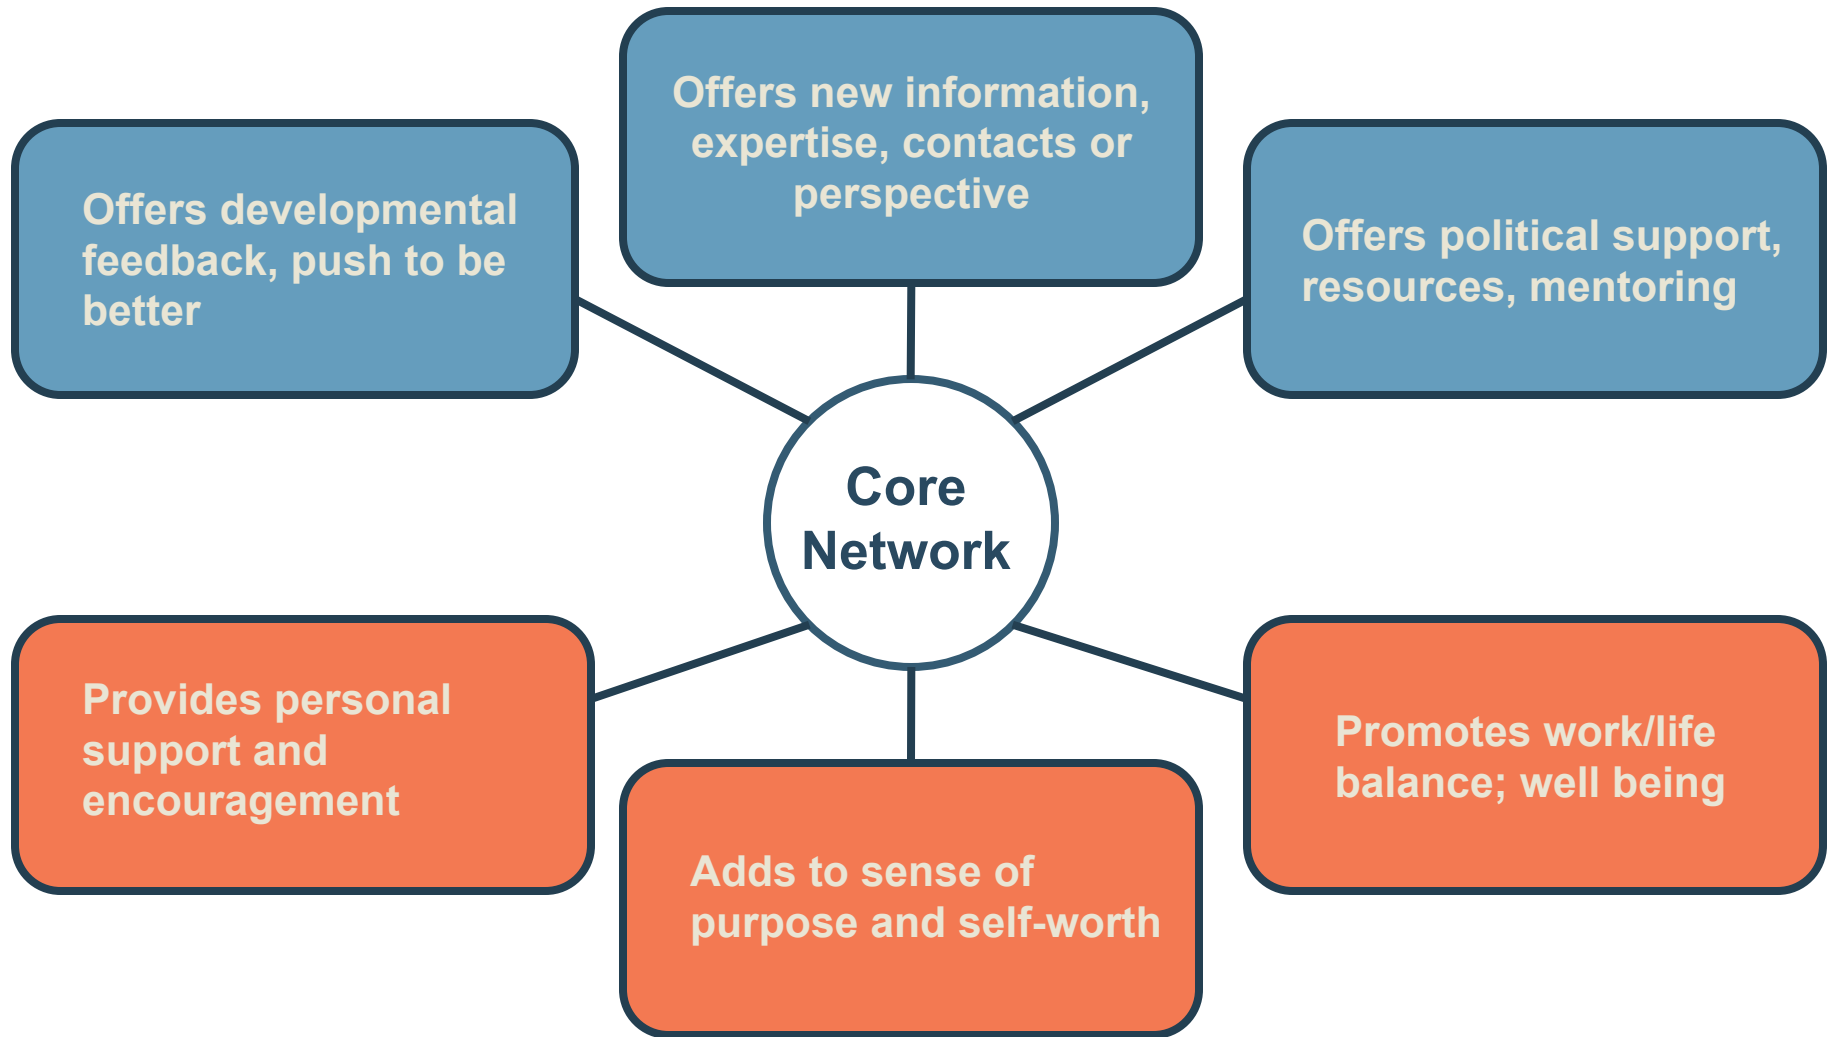 Offers new information,
expertise, contacts or
perspective
Offers developmental
feedback, push to be
better
Offers political support,
resources, mentoring
Core
Network
Provides personal
support and
encouragement
Promotes work/life
balance; well being
Adds to sense of
purpose and self-worth